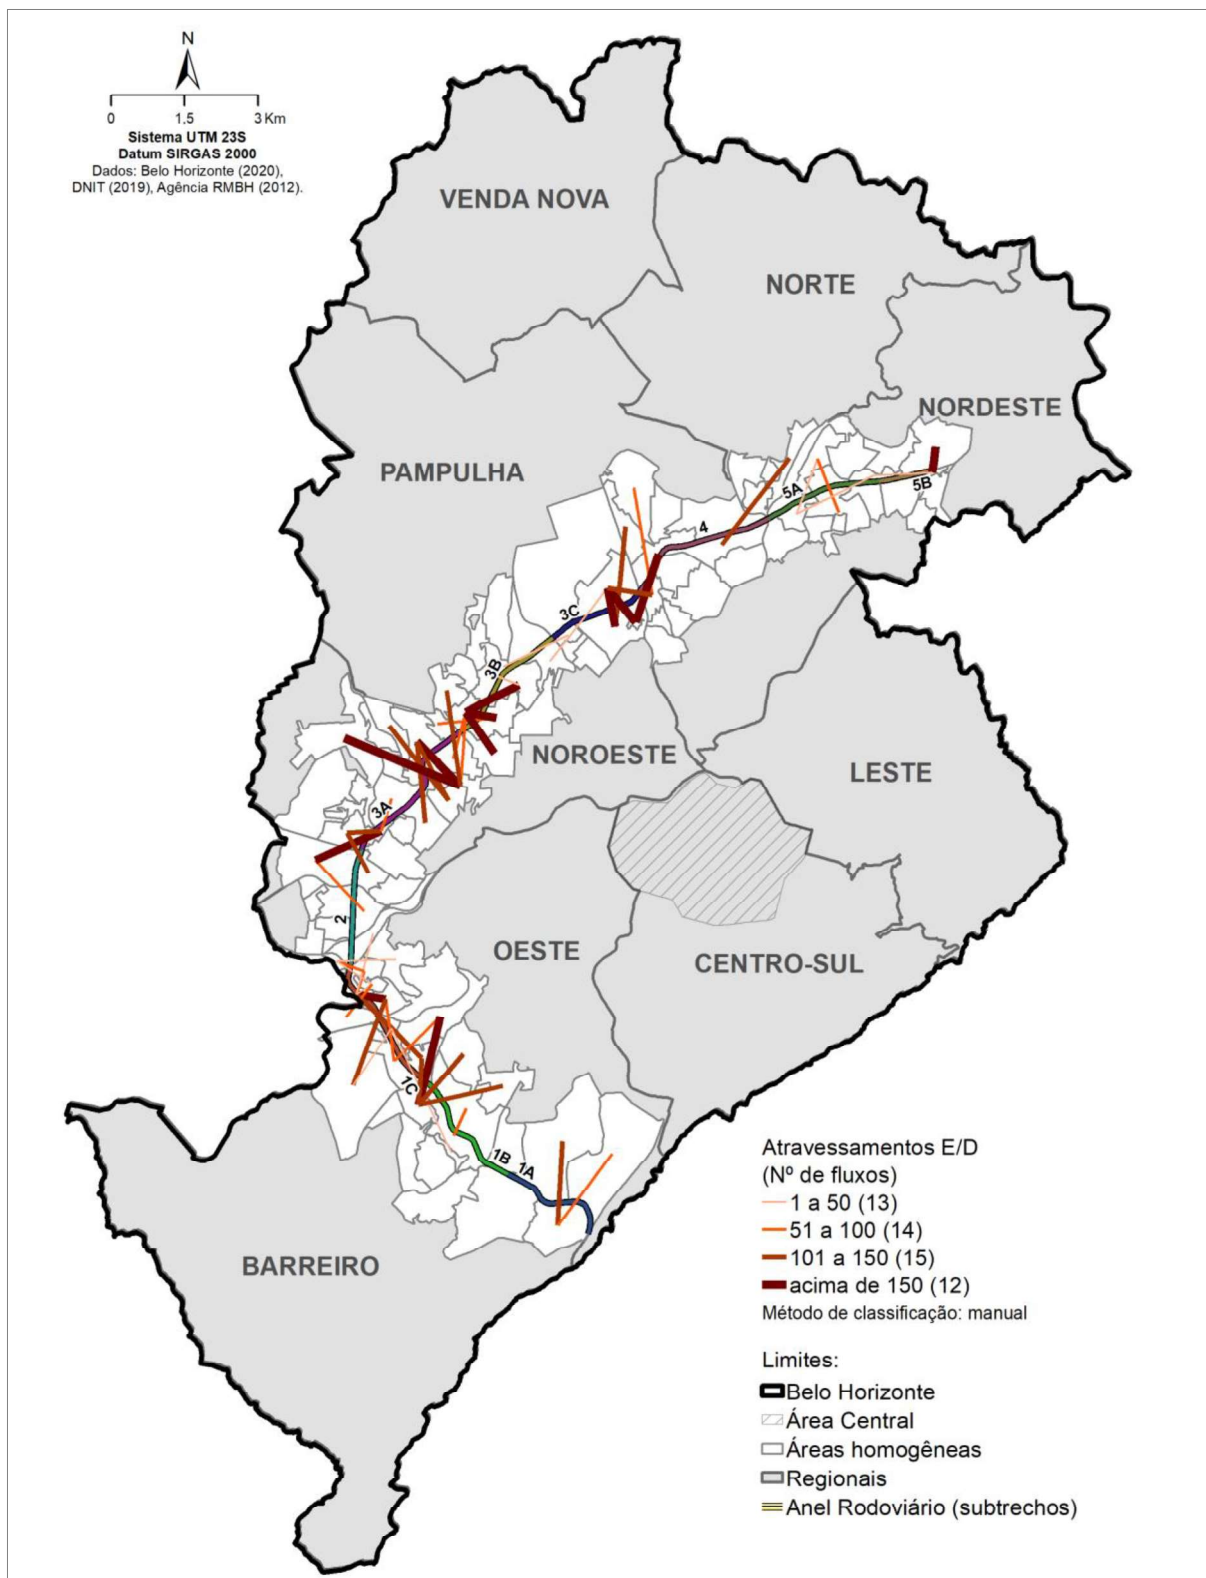 N
0 1.5 3 Km
Sistema UTM 23S
Datum SIRGAS 2000
Dados: Belo Horizonte (2020),
DNIT (2019), Agência RMBH (2012).
VENDA NOVA
NORTE
NORDESTE
PAMPULHA
5B
5A
4
3C
3B
NOROESTE
LESTE
3A
2
OESTE
CENTRO-SUL
1C
1B
1A
BARREIRO
Atravessamentos E/D
(Nº de fluxos)
1 a 50 (13)
51 a 100 (14)
101 a 150 (15)
acima de 150 (12)
Método de classificação: manual
Limites:
Belo Horizonte
Área Central
Áreas homogêneas
Regionais
Anel Rodoviário (subtrechos)